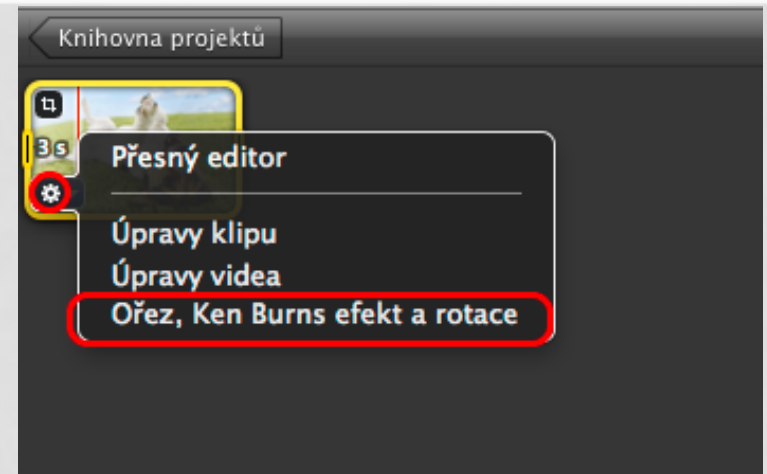 Knihovna projektů
3 s
Přesný editor
Úpravy klipu
Úpravy videa
Ořez, Ken Burns efekt a rotace